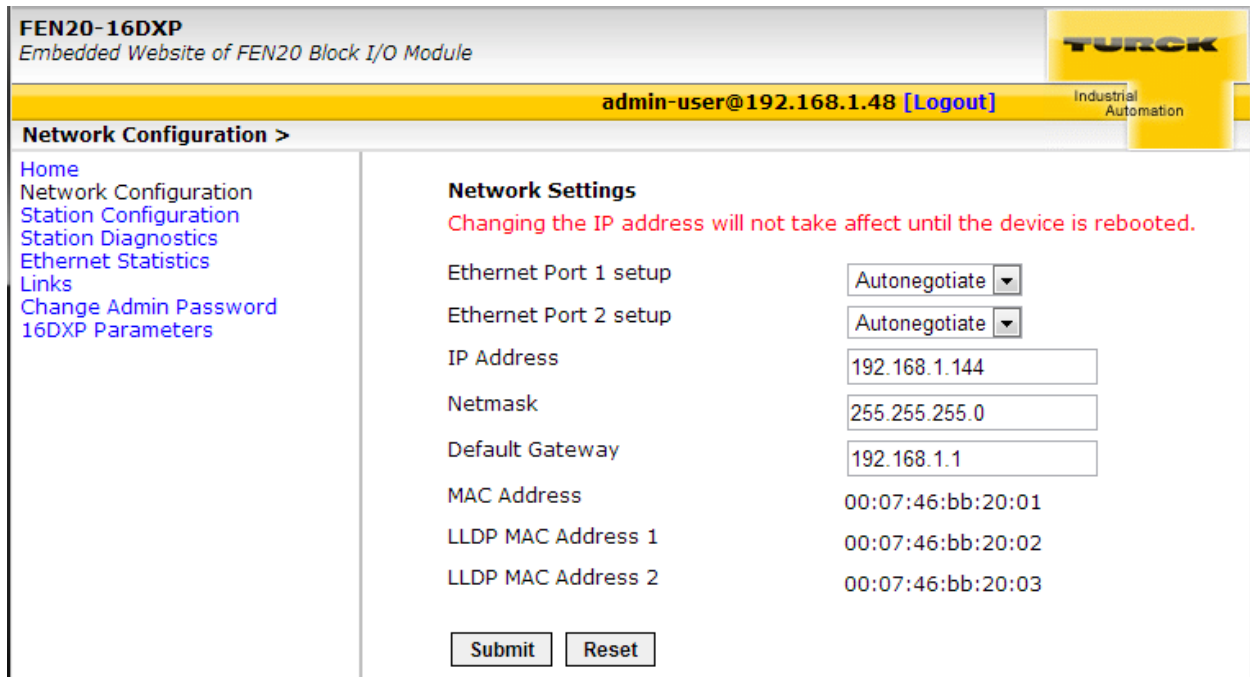 FEN20-16DXP
Embedded Website of FEN20 Block I/O Module
TURCK
admin-user@192.168.1.48 [Logout]
Industrial
Automation
Network Configuration >
Home
Network Configuration
Station Configuration
Station Diagnostics
Ethernet Statistics
Links
Change Admin Password
16DXP Parameters
Network Settings
Changing the IP address will not take affect until the device is rebooted.
Ethernet Port 1 setup Autonegotiate
Ethernet Port 2 setup Autonegotiate
IP Address 192.168.1.144
Netmask 255.255.255.0
Default Gateway 192.168.1.1
MAC Address 00:07:46:bb:20:01
LLDP MAC Address 1 00:07:46:bb:20:02
LLDP MAC Address 2 00:07:46:bb:20:03
Submit Reset